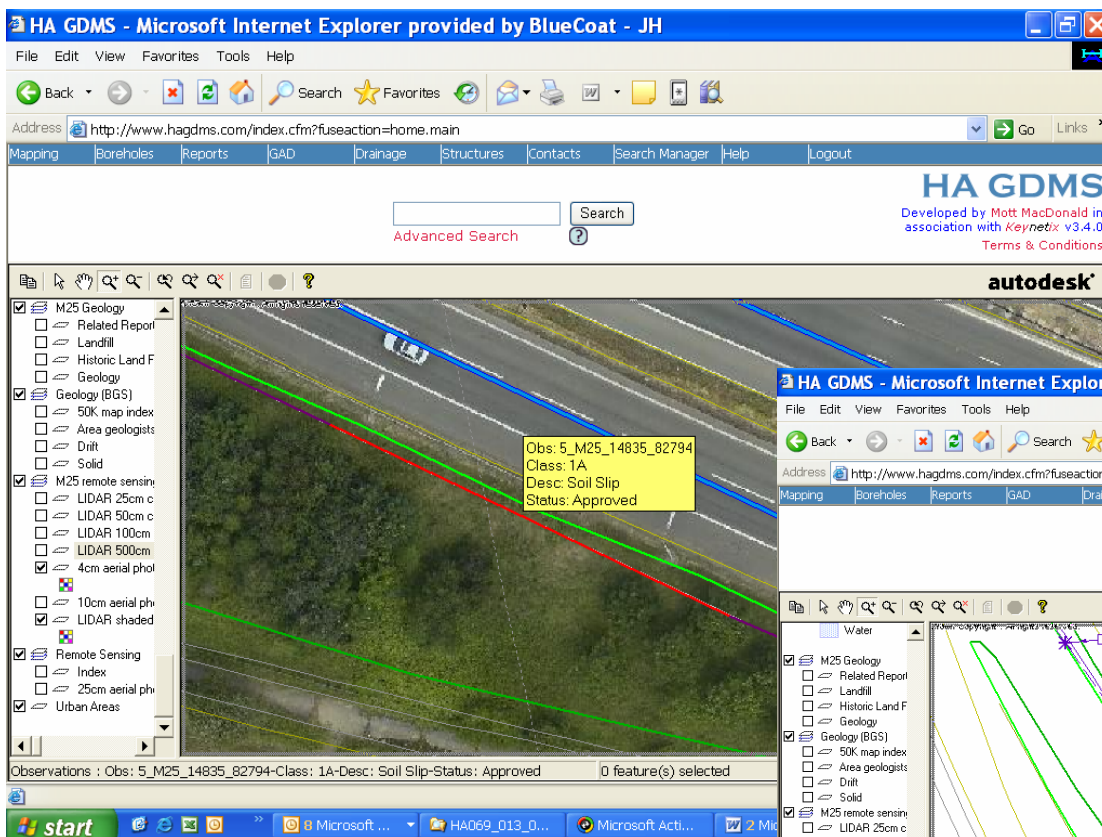 HA GDMS - Microsoft Internet Explorer provided by BlueCoat - JH
File Edit View Favorites Tools Help
Back Search Favorites
Address http://www.hagdms.com/index.cfm?fuseaction=home.main Go Links
Mapping Boreholes Reports GAD Drainage Structures Contacts Search Manager Help Logout
HA GDMS
Search
Developed by Mott MacDonald in
association with Keynetix v3.4.0
Advanced Search ?
Terms & Conditions
autodesk
M25 Geology
Related Report
Landfill
Historic Land F
Geology
Geology (BGS)
50K map index
Area geologists
Drift
Solid
M25 remote sensing
LIDAR 25cm c
LIDAR 50cm c
LIDAR 100cm
LIDAR 500cm
4cm aerial phot
10cm aerial ph
LIDAR shaded
Remote Sensing
Index
25cm aerial ph
Urban Areas
Obs: 5_M25_14835_82794
Class: 1A
Desc: Soil Slip
Status: Approved
Observations : Obs: 5_M25_14835_82794-Class: 1A-Desc: Soil Slip-Status: Approved 0 feature(s) selected
start 8 Microsoft ... HA069_013_0... Microsoft Acti... 2 Mic
HA GDMS - Microsoft Internet Explor
File Edit View Favorites Tools Help
Back Search
Address http://www.hagdms.com/index.cfm?fuseaction
Mapping Boreholes Reports GAD Dra
Water
M25 Geology
Related Report
Landfill
Historic Land F
Geology
Geology (BGS)
50K map index
Area geologists
Drift
Solid
M25 remote sensing
LIDAR 25cm c